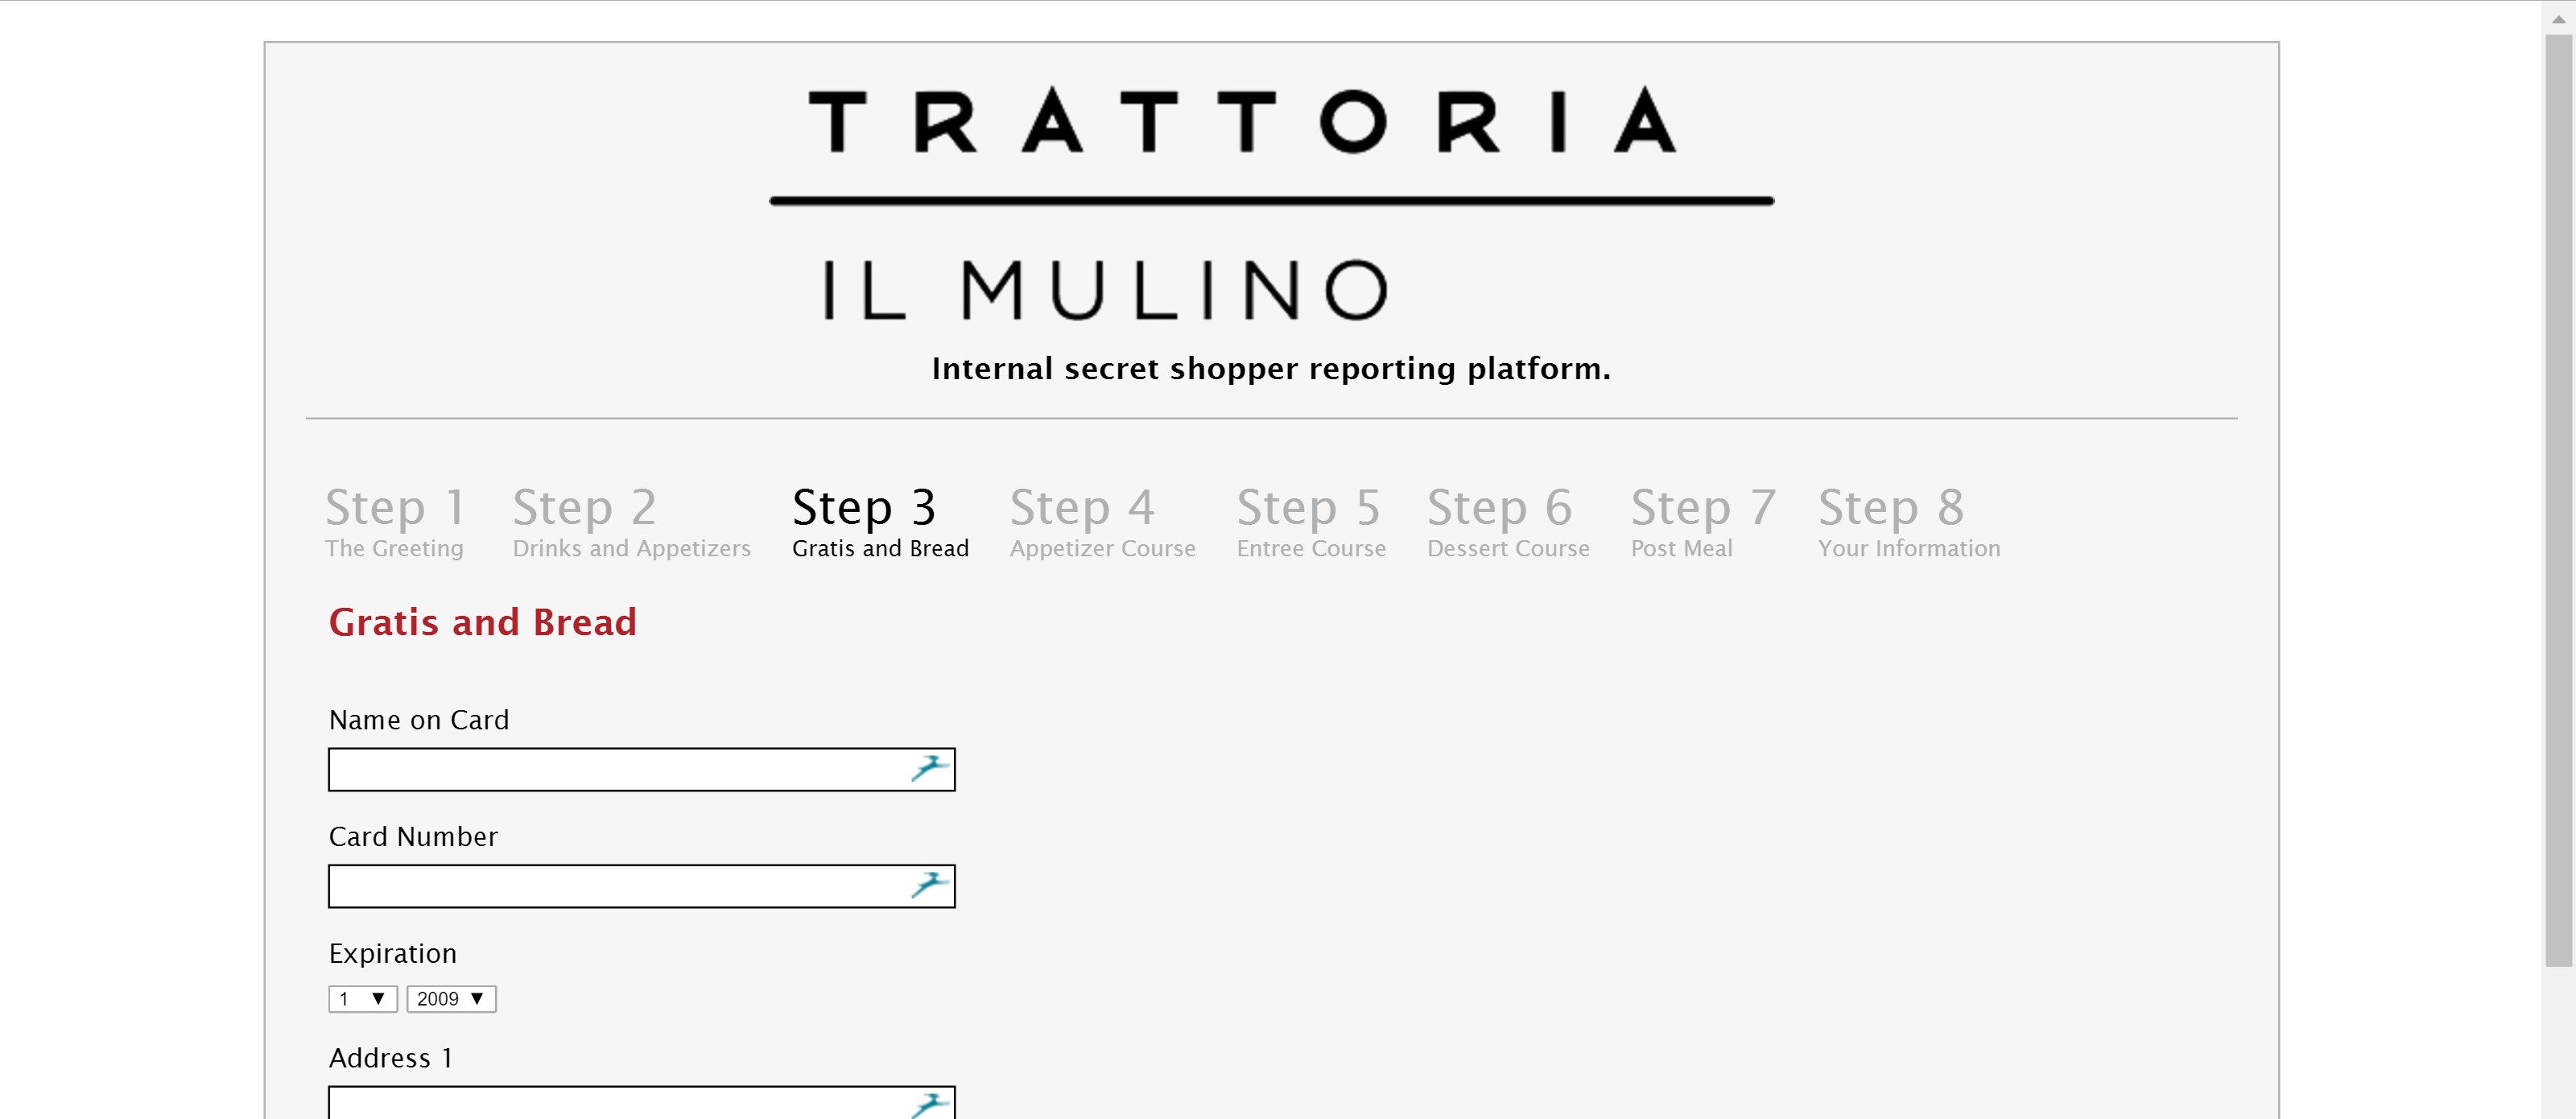 TRATTORIA
IL MULINO
Internal secret shopper reporting platform.
Step 1 Step 2 Step 3 Step 4 Step 5 Step 6 Step 7 Step 8
The Greeting Drinks and Appetizers Gratis and Bread Appetizer Course Entree Course Dessert Course Post Meal Your Information
Gratis and Bread
Name on Card
Card Number
Expiration
1 2009
Address 1